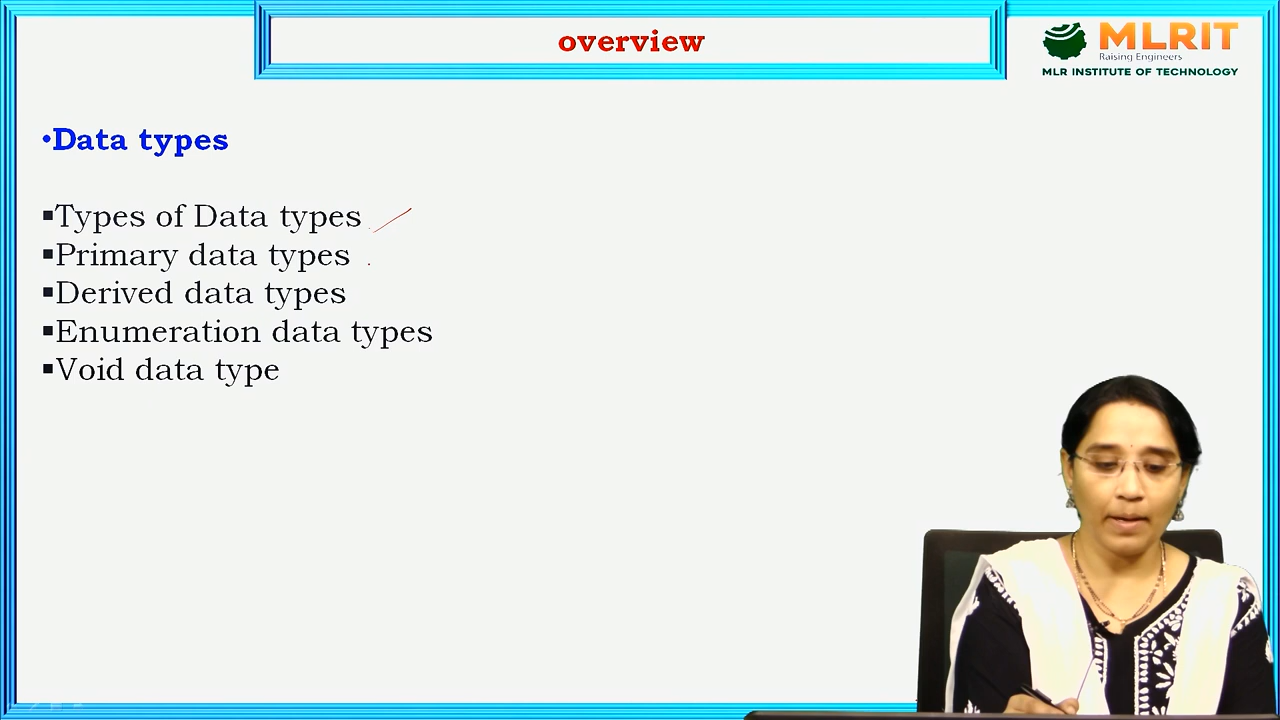 overview
MLRIT
Raising Engineers
MLR INSTITUTE OF TECHNOLOGY
•Data types
▪Types of Data types
▪Primary data types
▪Derived data types
▪Enumeration data types
▪Void data type